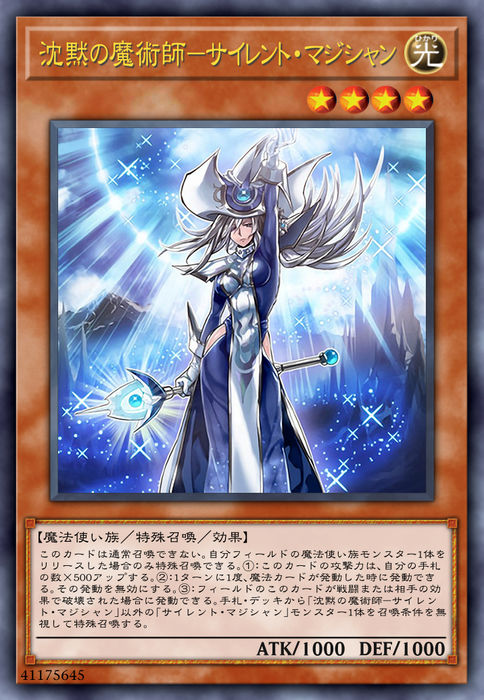 沈黙の魔術師－サイレント・マジシャン
ひかり
光
【魔法使い族／特殊召喚／効果】
このカードは通常召喚できない。自分フィールドの魔法使い族モンスター1体を
リリースした場合のみ特殊召喚できる。①:このカードの攻撃力は、自分の手札
の数×500アップする。②:1ターンに1度、魔法カードが発動した時に発動でき
る。その発動を無効にする。③:フィールドのこのカードが戦闘または相手の効
果で破壊された場合に発動できる。手札・デッキから「沈黙の魔術師－サイレン
ト・マジシャン」以外の「サイレント・マジシャン」モンスター1体を召喚条件を無
視して特殊召喚する。
ATK/1000 DEF/1000
41175645